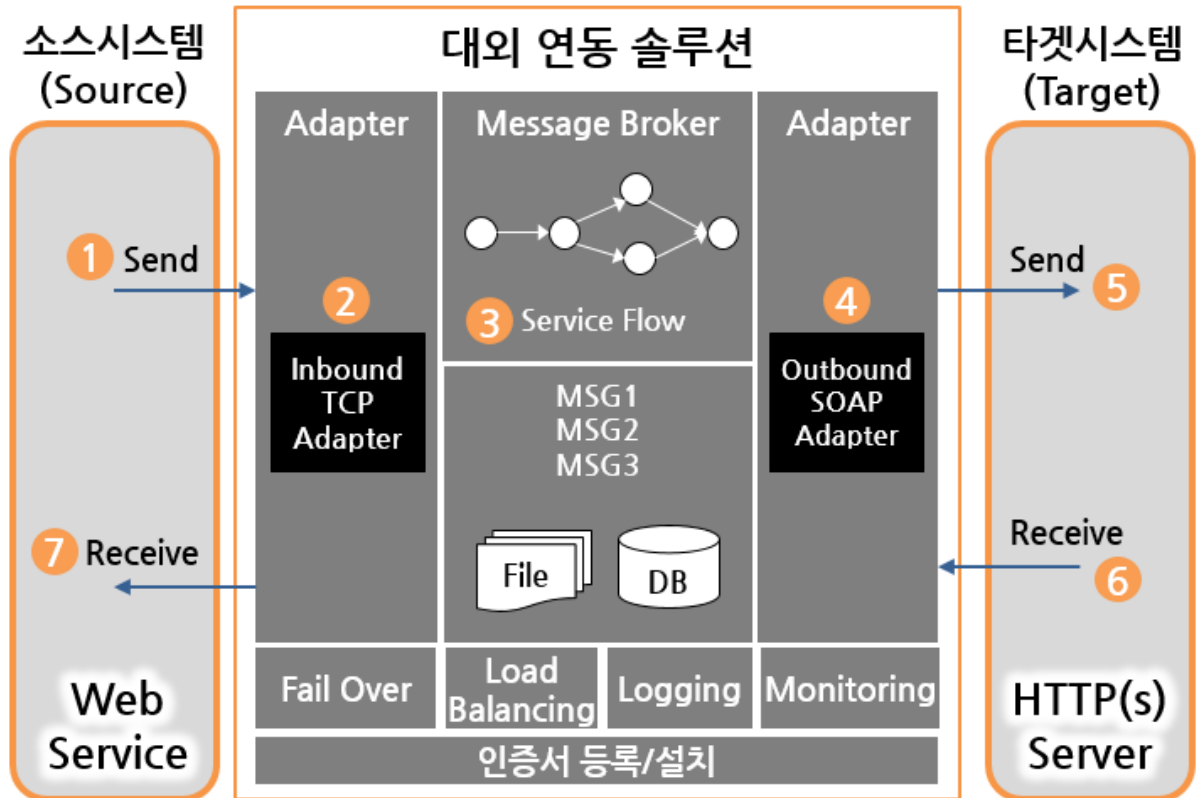 소스시스템
(Source)
대외 연동 솔루션
타겟시스템
(Target)
Adapter
Message Broker
Adapter
1 Send
2
3 Service Flow
4
Send
5
Inbound
TCP
Adapter
MSG1
MSG2
MSG3
Outbound
SOAP
Adapter
7 Receive
File
DB
Receive
6
Web
Service
Fail Over
Load
Balancing
Logging
Monitoring
HTTP(s)
Server
인증서 등록/설치